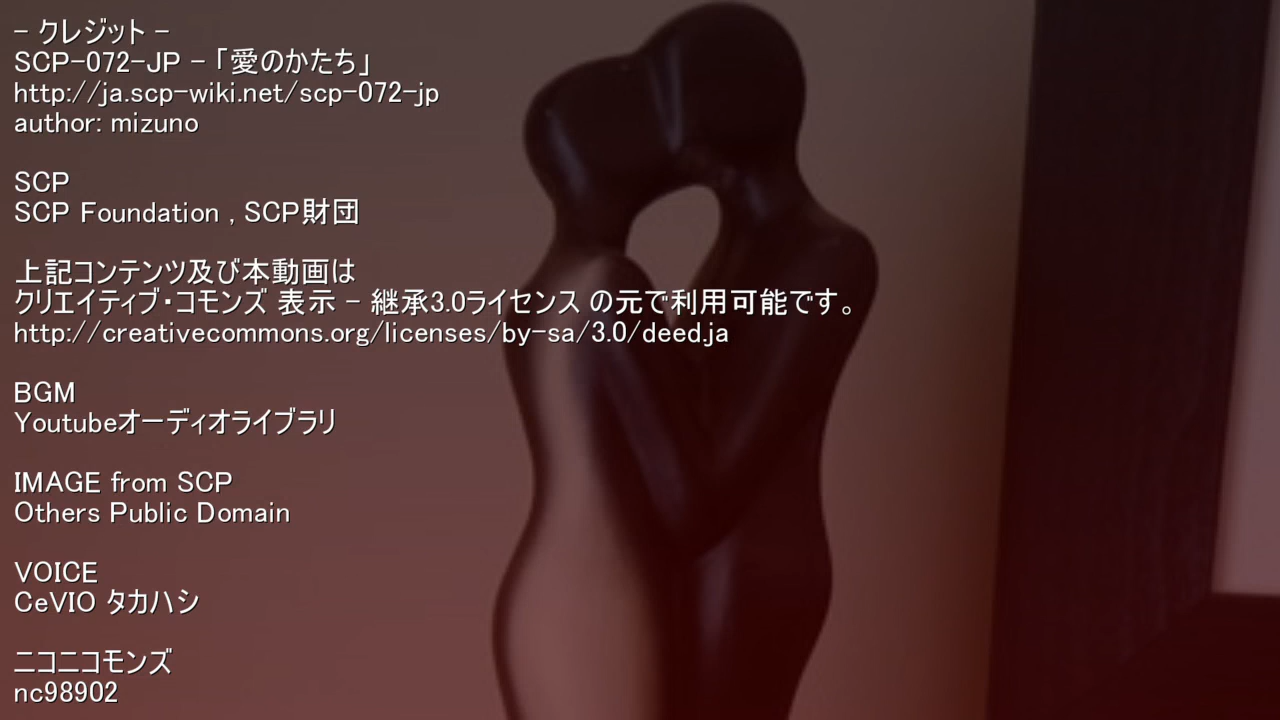 - クレジット -
SCP-072-JP - 「愛のかたち」
http://ja.scp-wiki.net/scp-072-jp
author: mizuno
SCP
SCP Foundation , SCP財団
上記コンテンツ及び本動画は
クリエイティブ・コモンズ 表示 - 継承3.0ライセンス の元で利用可能です。
http://creativecommons.org/licenses/by-sa/3.0/deed.ja
BGM
Youtubeオーディオライブラリ
IMAGE from SCP
Others Public Domain
VOICE
CeVIO タカハシ
ニコニコモンズ
nc98902